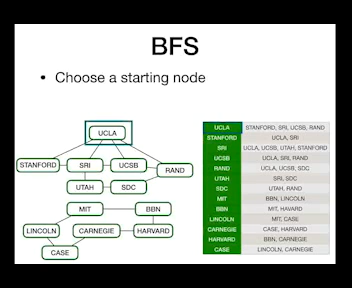 BFS
• Choose a starting node
UCLA
STANFORD
SRI
UCSB
RAND
UTAH
SDC
MIT
BBN
LINCOLN
CARNEGIE
HARVARD
CASE
UCLA STANFORD, SRI, UCSB, RAND
STANFORD UCLA, SRI
SRI UCLA, UCSB, UTAH, STANFORD
UCSB UCLA, SRI, RAND
RAND UCLA, UCSB, SDC
UTAH SRI, SDC
SDC UTAH, RAND
MIT BBN, LINCOLN
BBN MIT, HAVARD
LINCOLN MIT, CASE
CARNEGIE CASE, HARVARD
HARVARD BBN, CARNEGIE
CASE LINCOLN, CARNEGIE